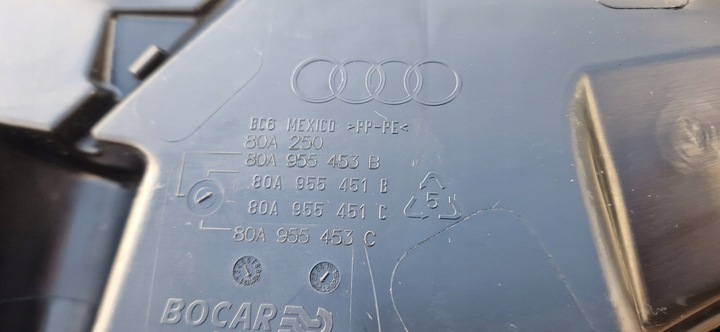 BC6 MEXICO >PP-PE<
80A 250
80A 955 453 B
80A 955 451 B
80A 955 451 C
5
80A 955 453 C
BOCAR